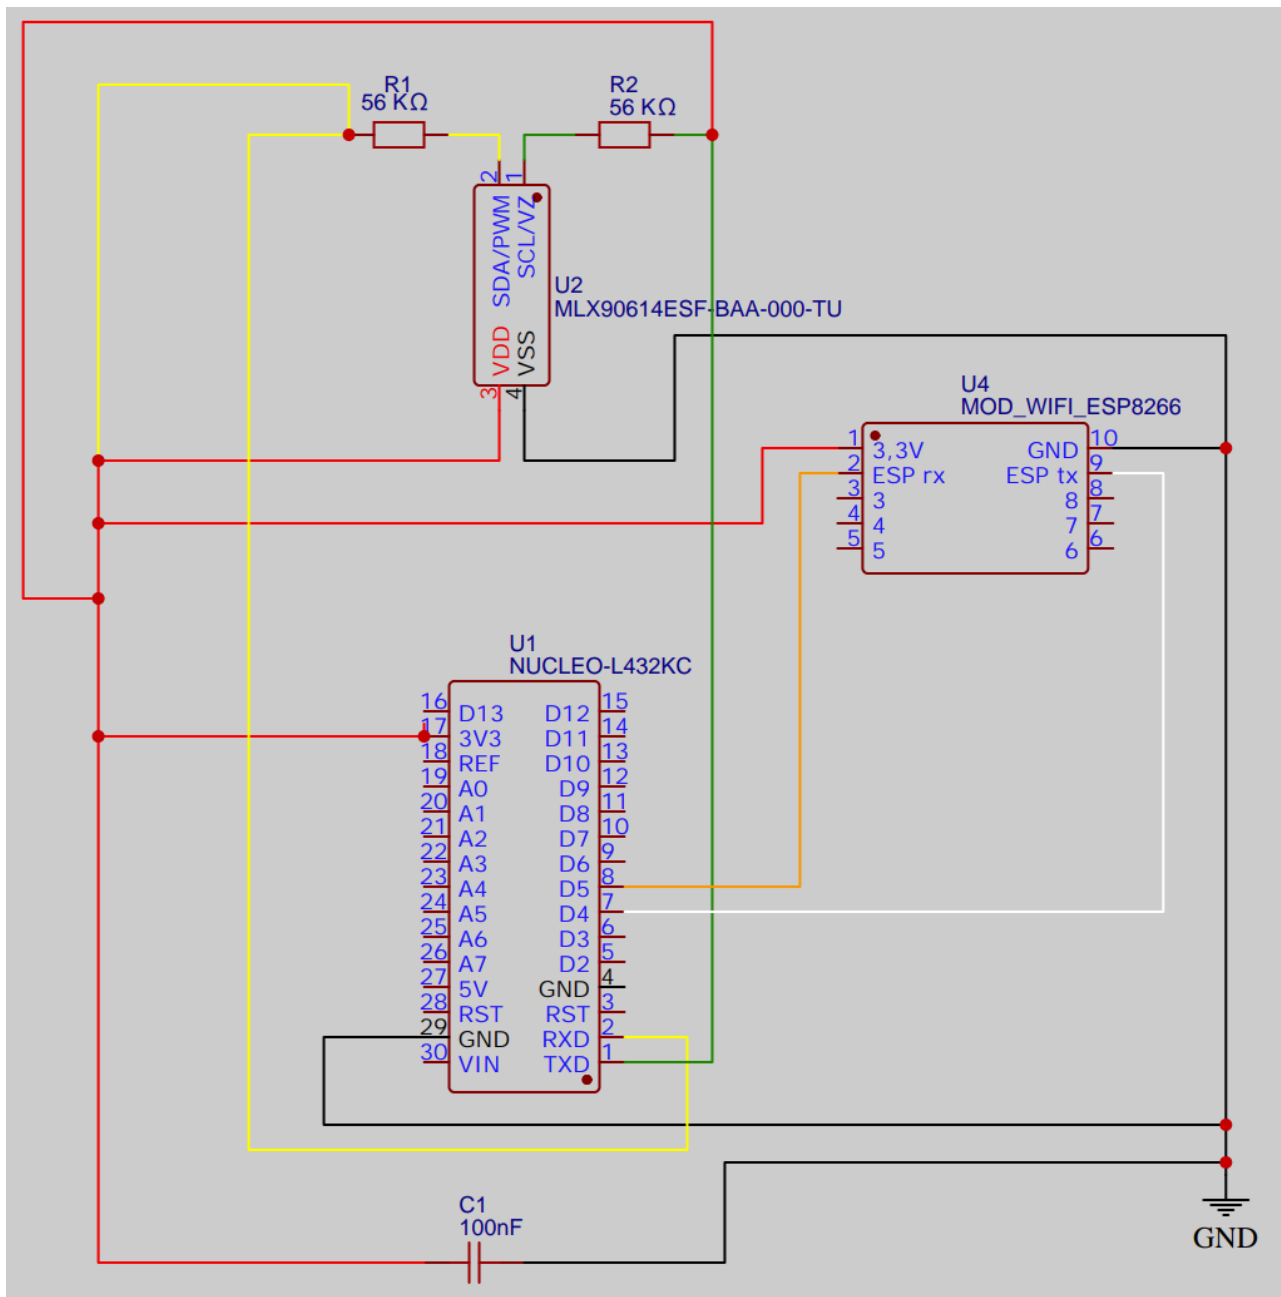 R1
56 KΩ
R2
56 KΩ
2
1
SDA/PWM
SCL/VZ
U2
MLX90614ESF-BAA-000-TU
VDD
VSS
3
4
U4
MOD_WIFI_ESP8266
1
3,3V
GND
10
2
ESP rx
ESP tx
9
3
3
8
8
4
4
7
7
5
5
6
6
U1
NUCLEO-L432KC
16
D13
D12
15
17
3V3
D11
14
18
REF
D10
13
19
A0
D9
12
20
A1
D8
11
21
A2
D7
10
22
A3
D6
9
23
A4
D5
8
24
A5
D4
7
25
A6
D3
6
26
A7
D2
5
27
5V
GND
4
28
RST
RST
3
29
GND
RXD
2
30
VIN
TXD
1
C1
100nF
GND